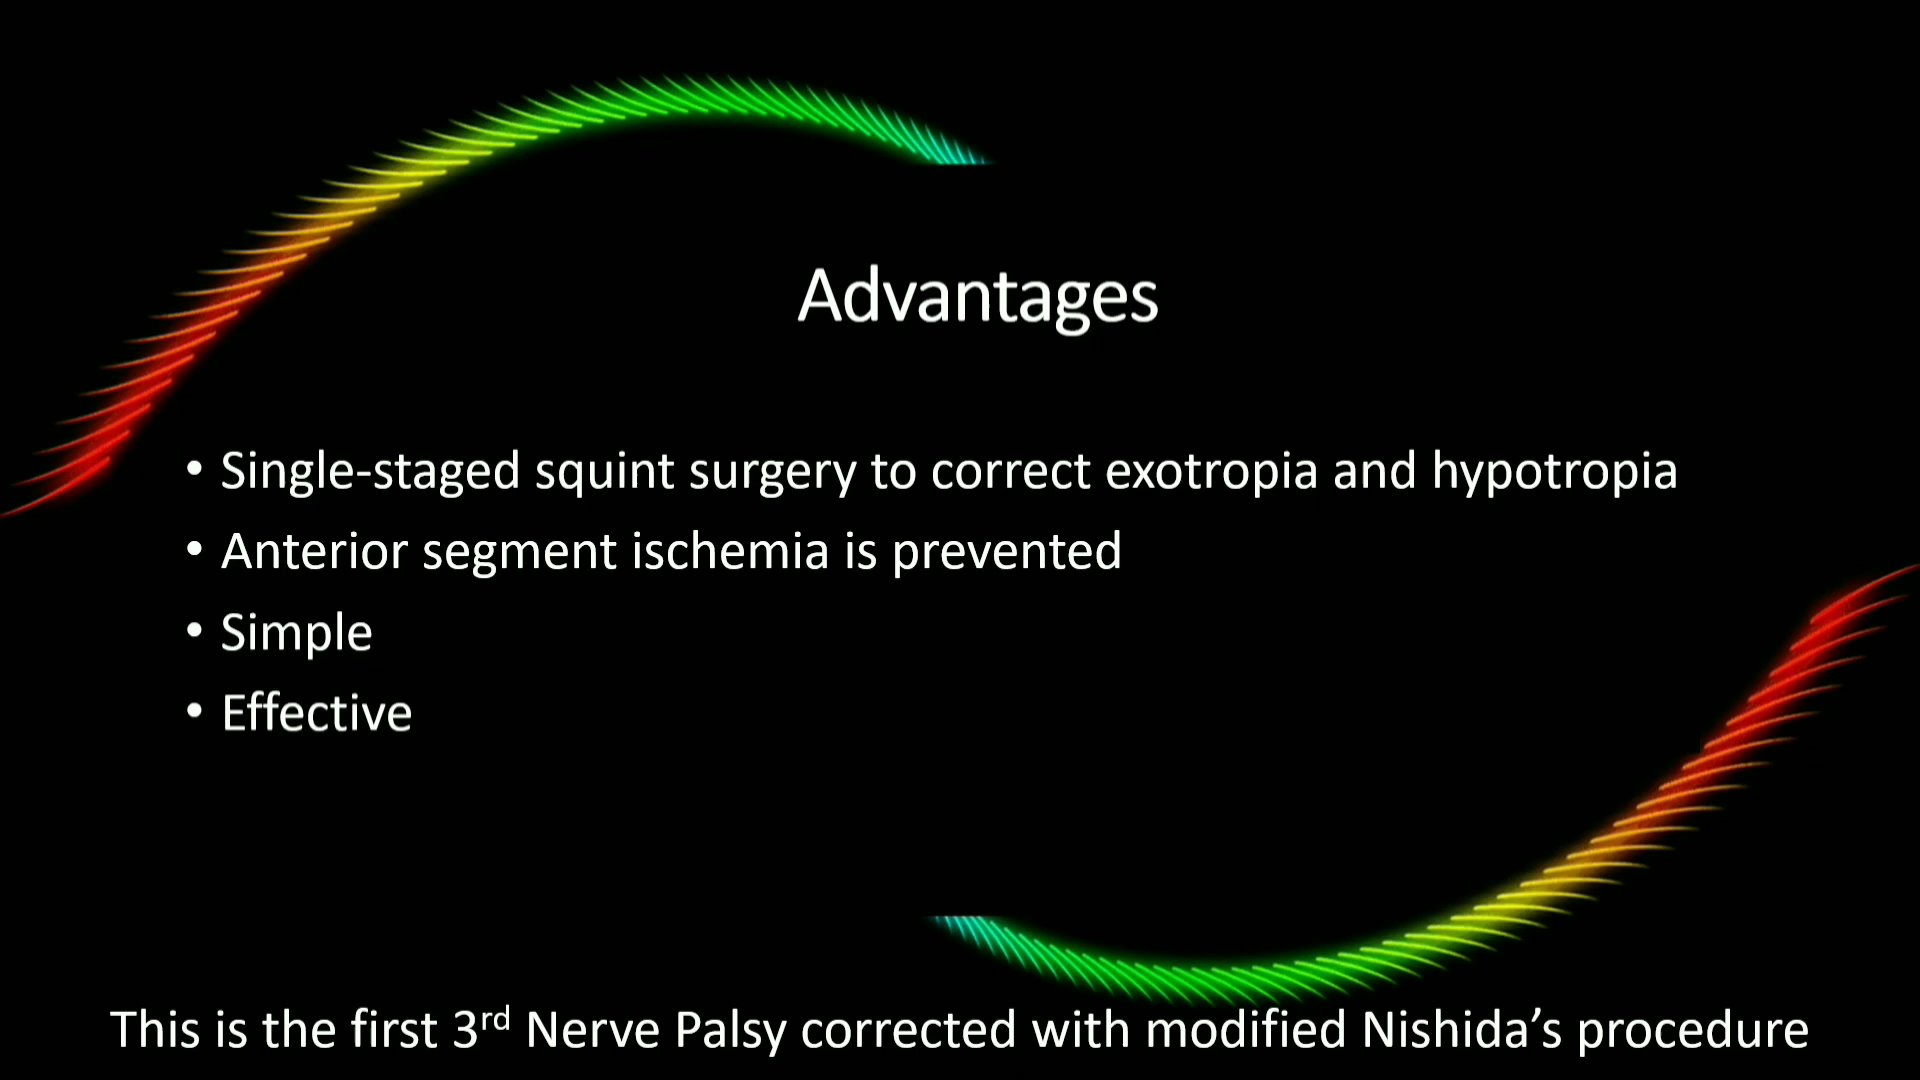 Advantages
• Single-staged squint surgery to correct exotropia and hypotropia
• Anterior segment ischemia is prevented
• Simple
• Effective
This is the first 3rd Nerve Palsy corrected with modified Nishida’s procedure